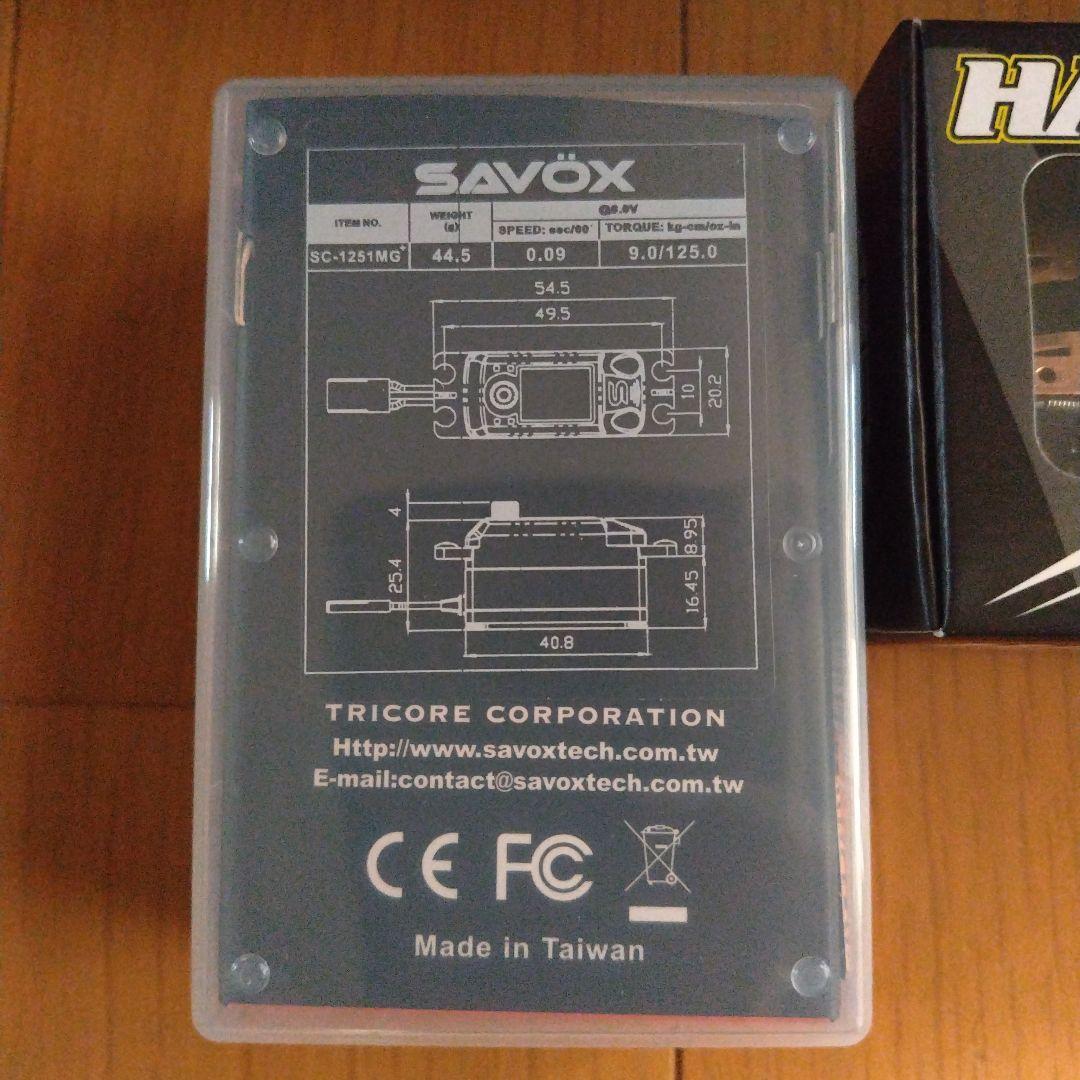 SAVÖX
ITEM NO. WEIGHT (g) @6.0V
SPEED: sec/60° TORQUE: kg-cm/oz-in
SC-1251MG+ 44.5 0.09 9.0/125.0
54.5
49.5
10
20.2
4
25.4
8.95
16.45
40.8
TRICORE CORPORATION
Http://www.savoxtech.com.tw
E-mail:contact@savoxtech.com.tw
CE FC
Made in Taiwan